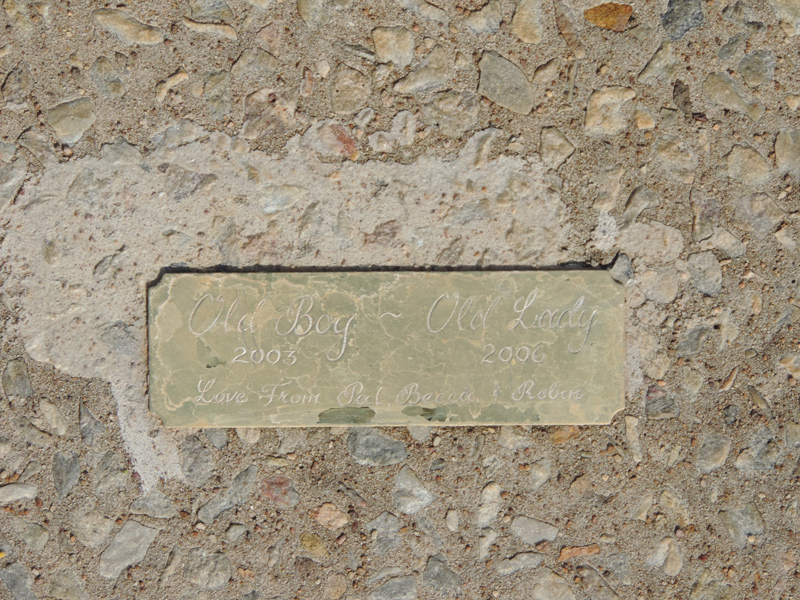 Old Boy ~ Old Lady
2003 2006
Love From Pat Becca & Robin